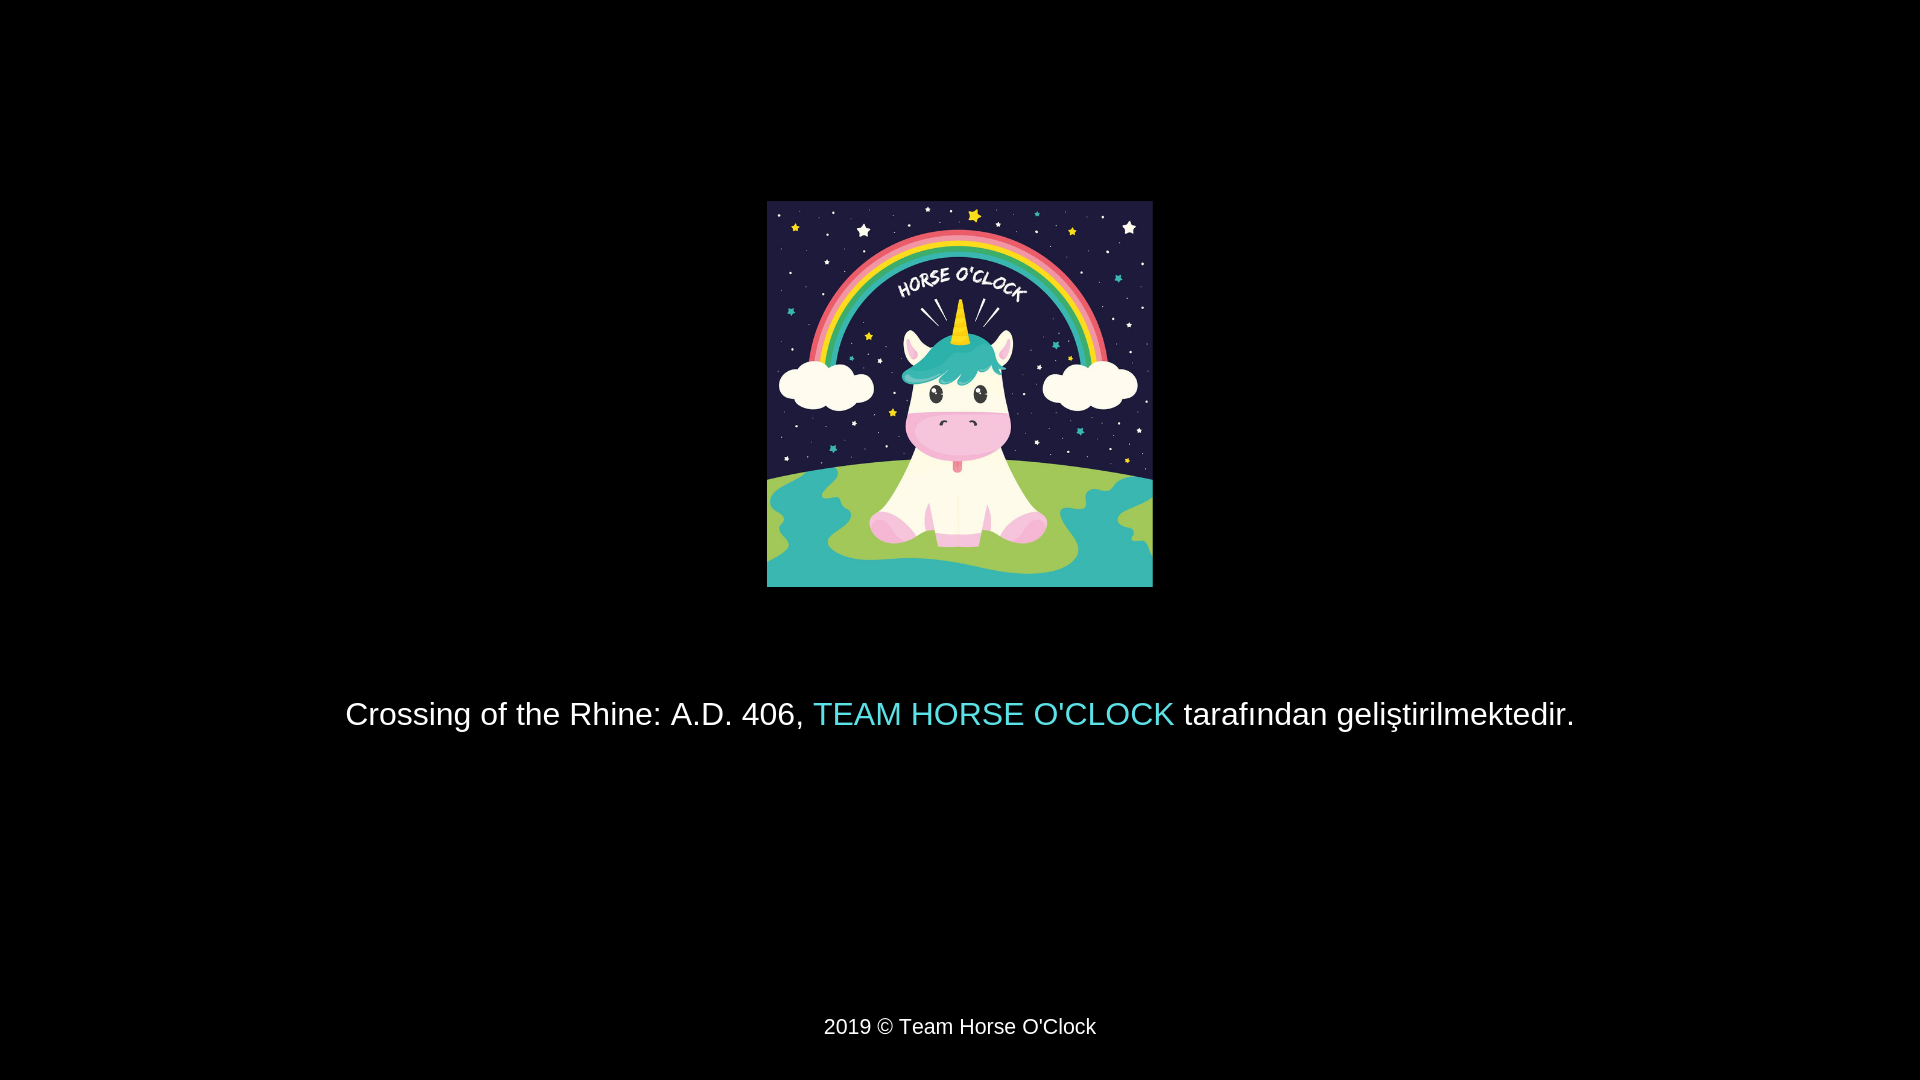 HORSE O'CLOCK
Crossing of the Rhine: A.D. 406, TEAM HORSE O'CLOCK tarafından geliştirilmektedir.
2019 © Team Horse O'Clock